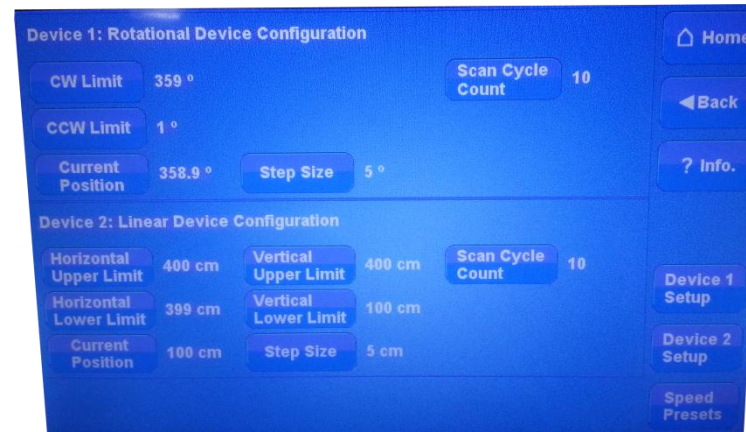 Device 1: Rotational Device Configuration
CW Limit 359 º
Scan Cycle
Count 10
CCW Limit 1 º
Current
Position 358.9 º
Step Size 5 º
Device 2: Linear Device Configuration
Horizontal
Upper Limit 400 cm
Vertical
Upper Limit 400 cm
Scan Cycle
Count 10
Horizontal
Lower Limit 399 cm
Vertical
Lower Limit 100 cm
Current
Position 100 cm
Step Size 5 cm
Home
◀Back
? Info.
Device 1
Setup
Device 2
Setup
Speed
Presets